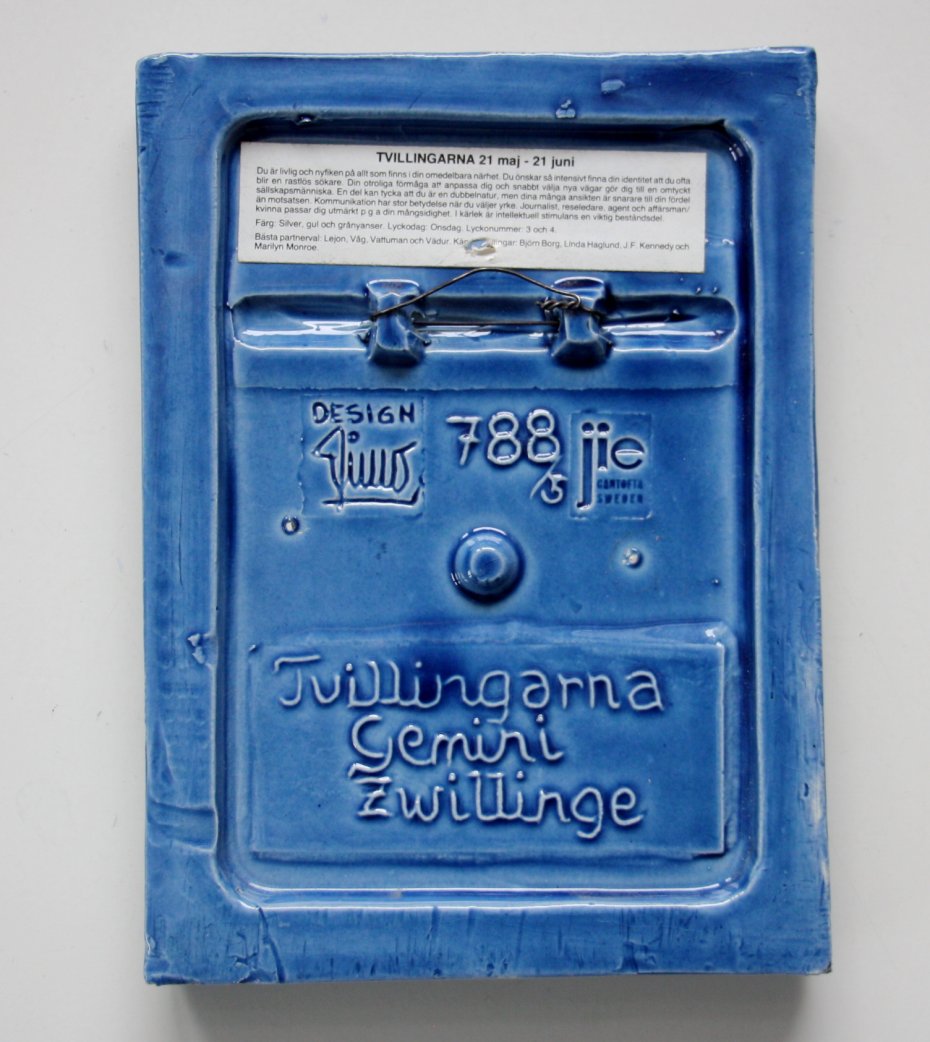 TVILLINGARNA 21 maj - 21 juni
Du är livlig och nyfiken på allt som finns i din omedelbara närhet. Du önskar så intensivt finna din identitet att du ofta
blir en rastlös sökare. Din otroliga förmåga att anpassa dig och snabbt välja nya vägar gör dig till en omtyckt
sällskapsmänniska. En del kan tycka att du är en dubbelnatur, men dina många ansikten är snarare till din fördel
än motsatsen. Kommunikation har stor betydelse när du väljer yrke. Journalist, reseledare, agent och affärsman/
kvinna passar dig utmärkt p g a din mångsidighet. I kärlek är intellektuell stimulans en viktig beståndsdel.
Färg: Silver, gul och grånyanser. Lyckodag: Onsdag. Lyckonummer: 3 och 4.
Bästa partnerval: Lejon, Våg, Vattuman och Vädur. Björn Borg, Linda Haglund, J.F. Kennedy och
Marilyn Monroe.
DESIGN
788
jie
GANTOFTA
SWEDEN
Tvillingarna
Gemini
Zwillinge